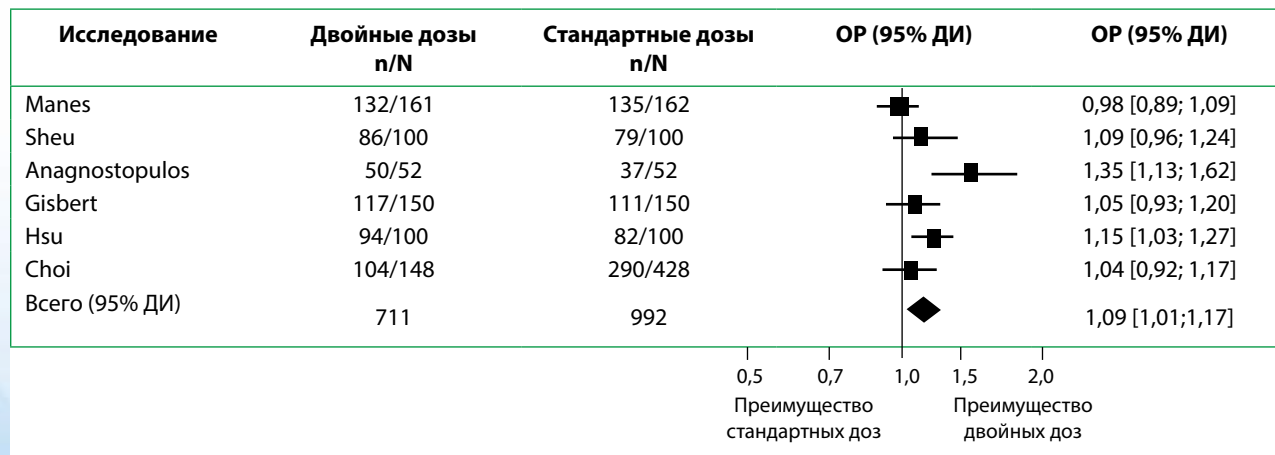 Исследование Двойные дозы Стандартные дозы ОР (95% ДИ) ОР (95% ДИ)
n/N n/N
Manes 132/161 135/162 0,98 [0,89; 1,09]
Sheu 86/100 79/100 1,09 [0,96; 1,24]
Anagnostopulos 50/52 37/52 1,35 [1,13; 1,62]
Gisbert 117/150 111/150 1,05 [0,93; 1,20]
Hsu 94/100 82/100 1,15 [1,03; 1,27]
Choi 104/148 290/428 1,04 [0,92; 1,17]
Всего (95% ДИ) 711 992 1,09 [1,01;1,17]
0,5 0,7 1,0 1,5 2,0
Преимущество Преимущество
стандартных доз двойных доз